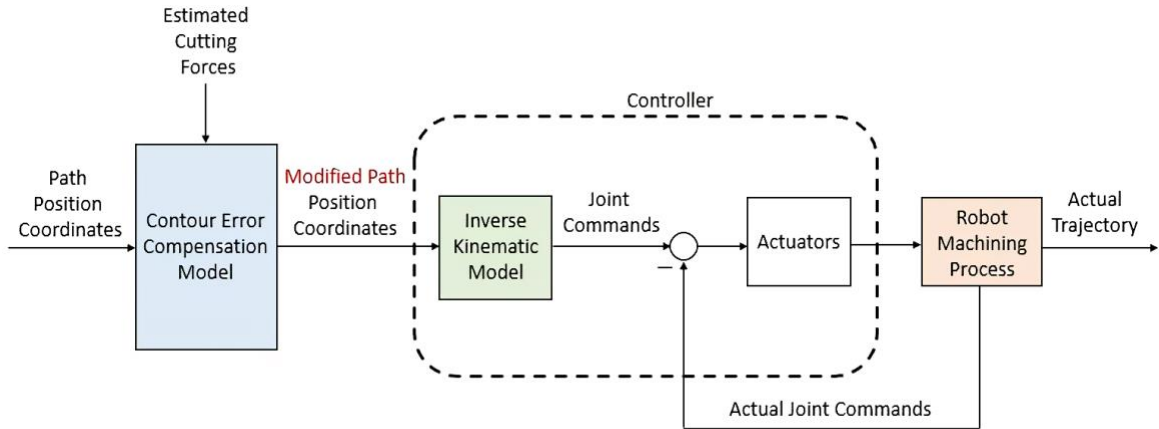 Estimated
Cutting
Forces
Controller
Path
Position
Coordinates
Contour Error
Compensation
Model
Modified Path
Position
Coordinates
Inverse
Kinematic
Model
Joint
Commands
–
Actuators
Robot
Machining
Process
Actual
Trajectory
Actual Joint Commands